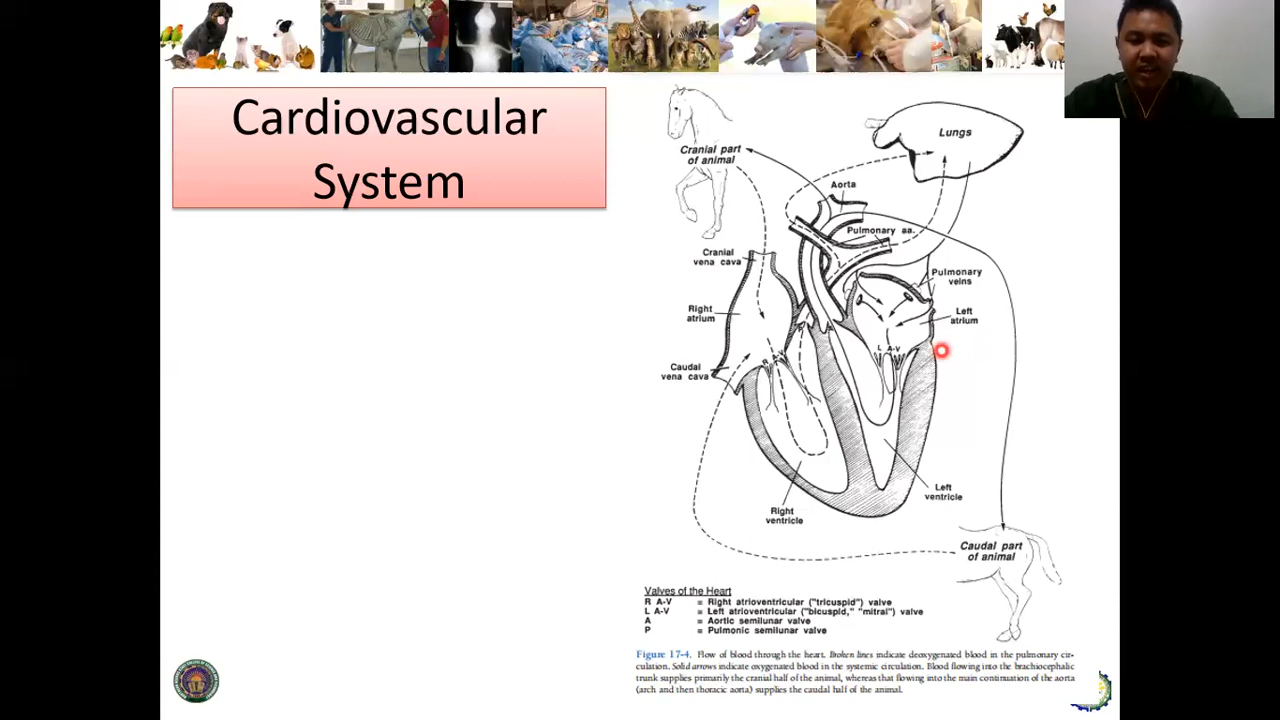 Cardiovascular
System
Cranial part
of animal
Lungs
Aorta
Pulmonary aa.
Cranial
vena cava
Pulmonary
veins
Right
atrium
Left
atrium
L A-V
R A-V
P
A
Caudal
vena cava
Left
ventricle
Right
ventricle
Caudal part
of animal
Valves of the Heart
R A-V = Right atrioventricular ("tricuspid") valve
L A-V = Left atrioventricular ("bicuspid," "mitral") valve
A = Aortic semilunar valve
P = Pulmonic semilunar valve
Figure 17-4. Flow of blood through the heart. Broken lines indicate deoxygenated blood in the pulmonary cir-
culation. Solid arrows indicate oxygenated blood in the systemic circulation. Blood flowing into the brachiocephalic
trunk supplies primarily the cranial half of the animal, whereas that flowing into the main continuation of the aorta
(arch and then thoracic aorta) supplies the caudal half of the animal.